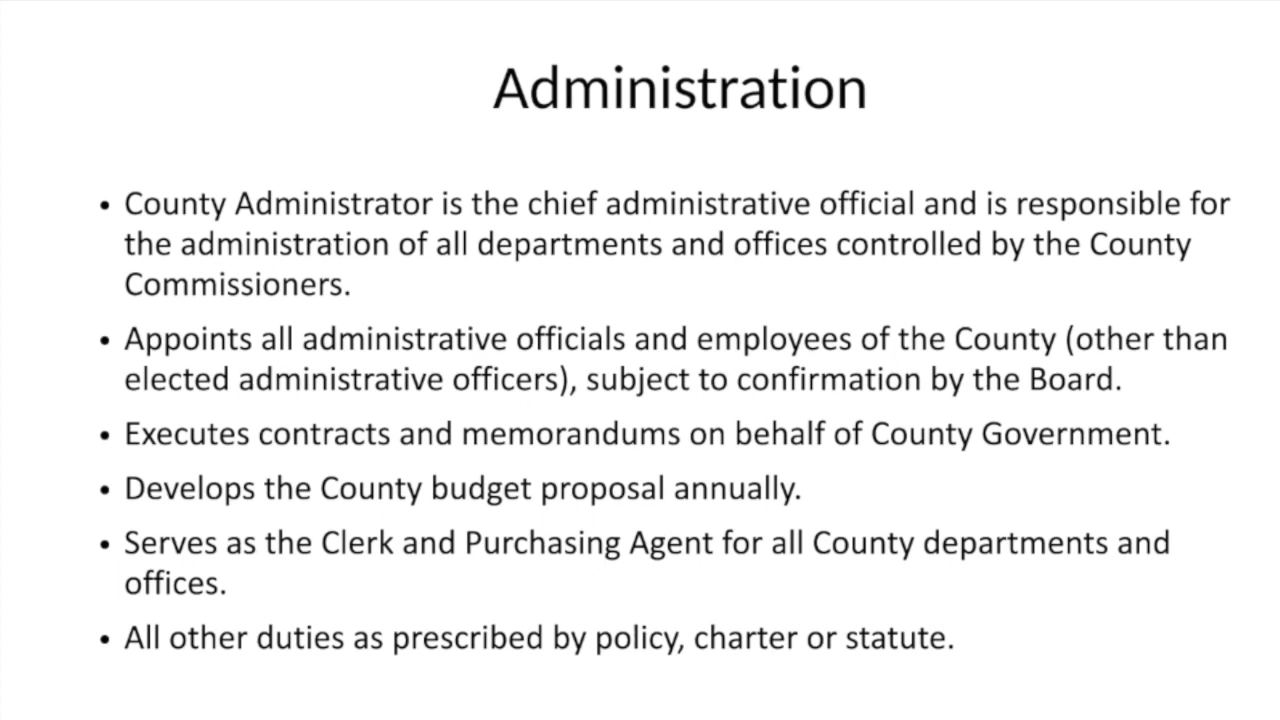 Administration
• County Administrator is the chief administrative official and is responsible for
the administration of all departments and offices controlled by the County
Commissioners.
• Appoints all administrative officials and employees of the County (other than
elected administrative officers), subject to confirmation by the Board.
• Executes contracts and memorandums on behalf of County Government.
• Develops the County budget proposal annually.
• Serves as the Clerk and Purchasing Agent for all County departments and
offices.
• All other duties as prescribed by policy, charter or statute.